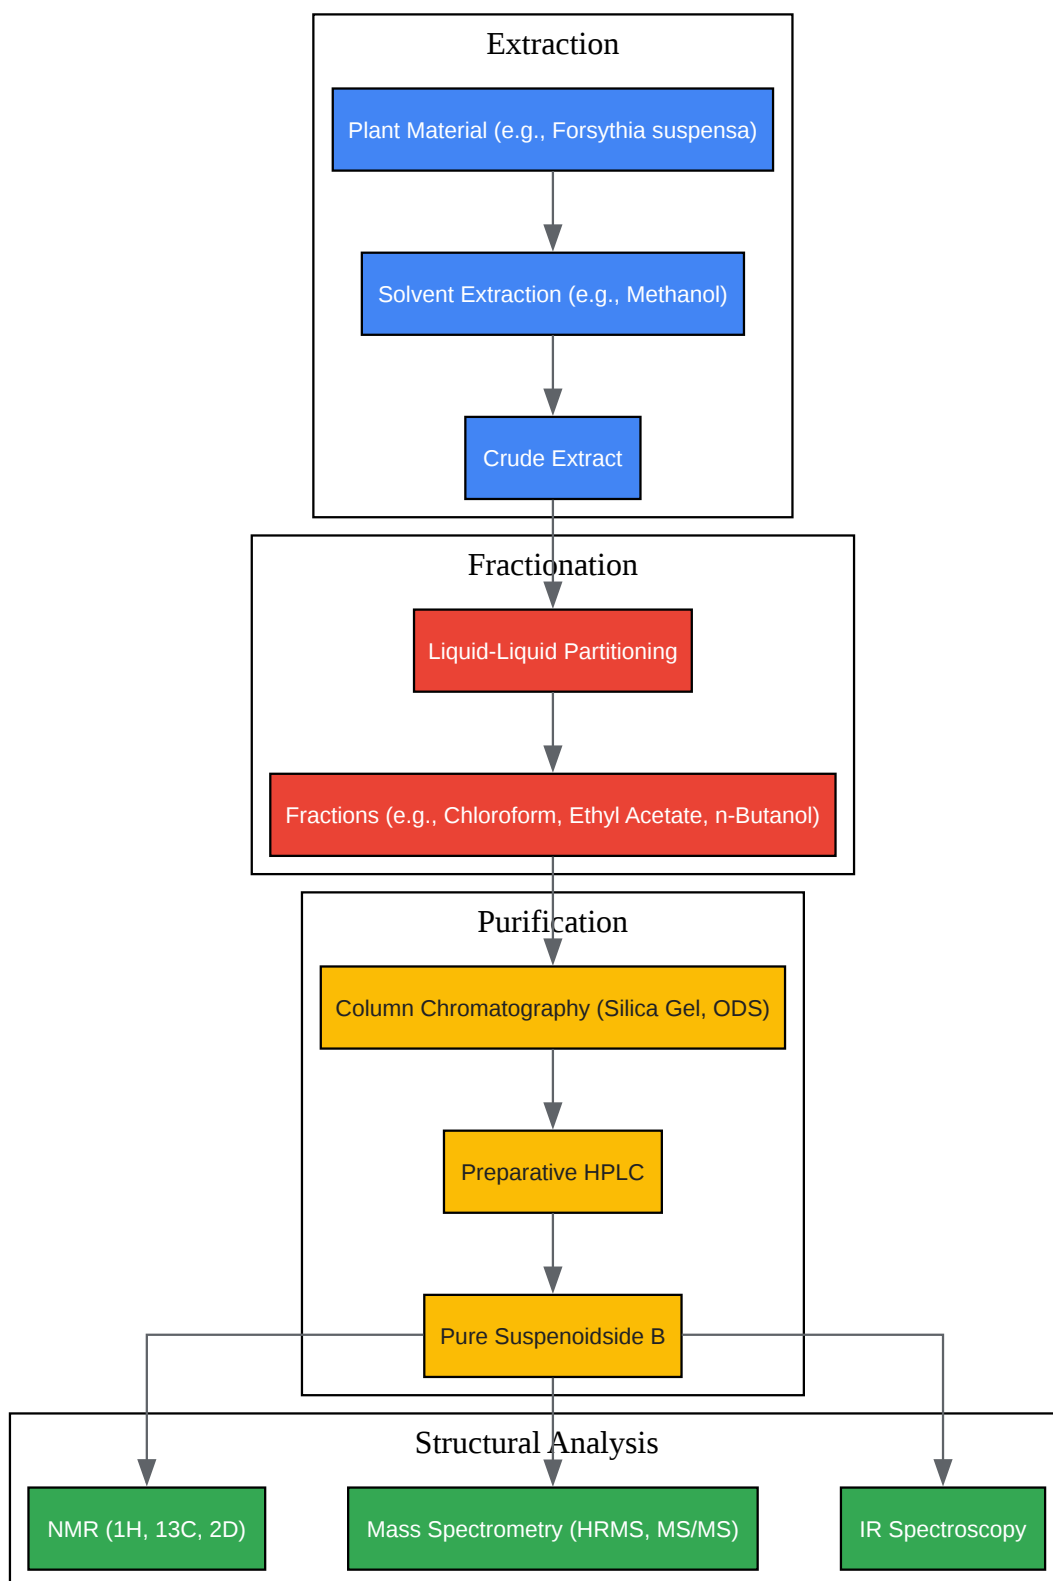 Extraction
Plant Material (e.g., Forsythia suspensa)
Solvent Extraction (e.g., Methanol)
Crude Extract
Fractionation
Liquid-Liquid Partitioning
Fractions (e.g., Chloroform, Ethyl Acetate, n-Butanol)
Purification
Column Chromatography (Silica Gel, ODS)
Preparative HPLC
Pure Suspenoidside B
Structural Analysis
NMR (1H, 13C, 2D)
Mass Spectrometry (HRMS, MS/MS)
IR Spectroscopy